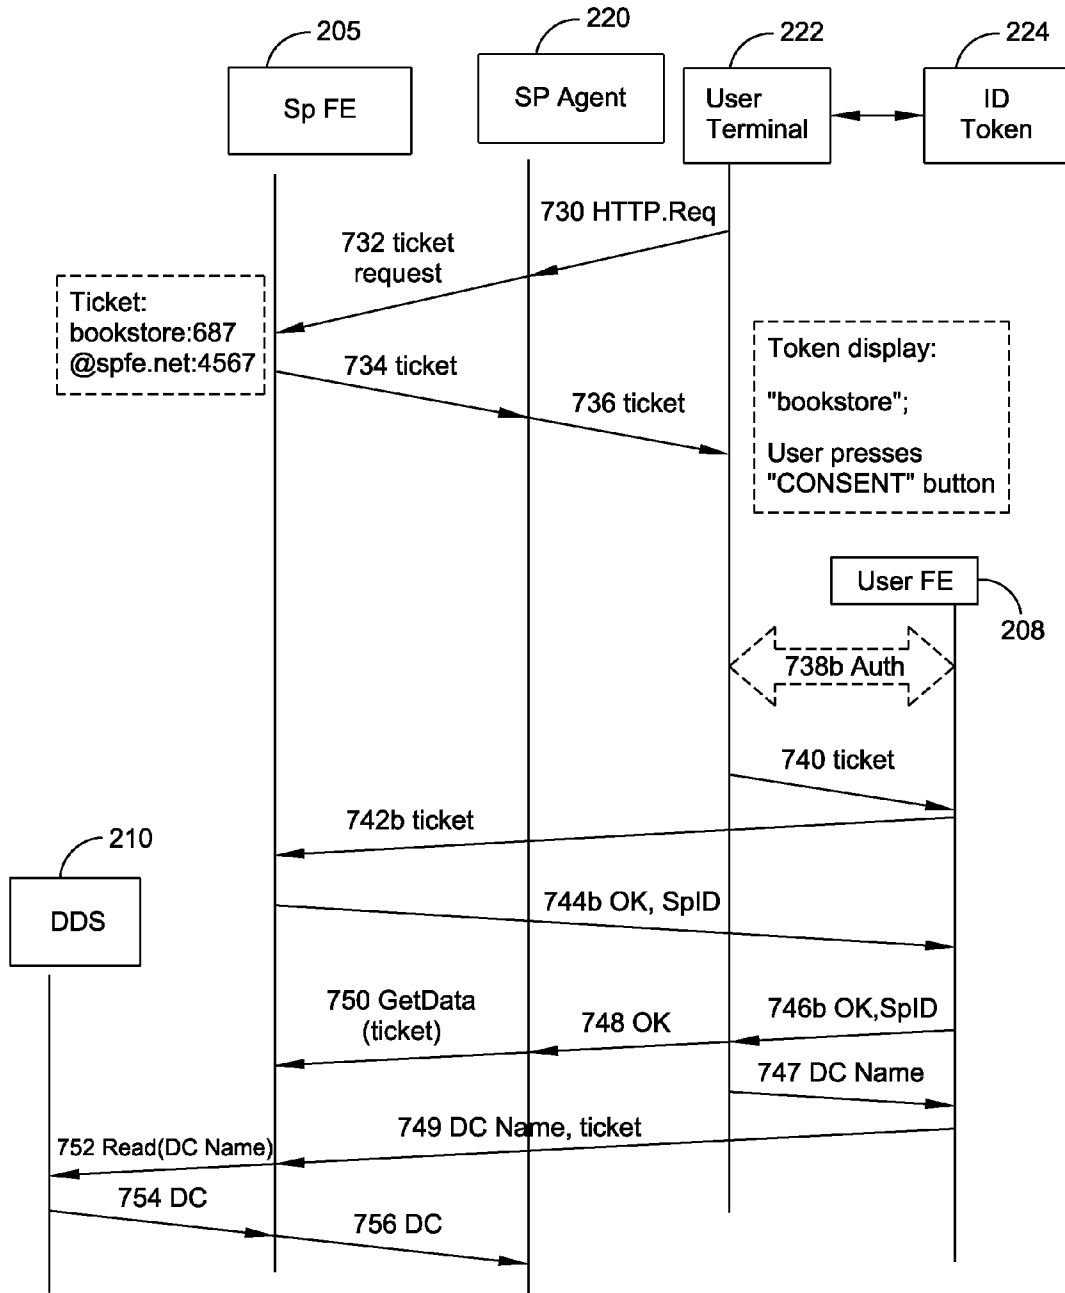 205
220
222
224
Sp FE
SP Agent
User
Terminal
ID
Token
730 HTTP.Req
732 ticket
request
Ticket:
bookstore:687
@spfe.net:4567
734 ticket
736 ticket
Token display:
"bookstore";
User presses
"CONSENT" button
User FE
208
738b Auth
740 ticket
742b ticket
210
DDS
744b OK, SpID
750 GetData
(ticket)
748 OK
746b OK,SpID
747 DC Name
749 DC Name, ticket
752 Read(DC Name)
754 DC
756 DC